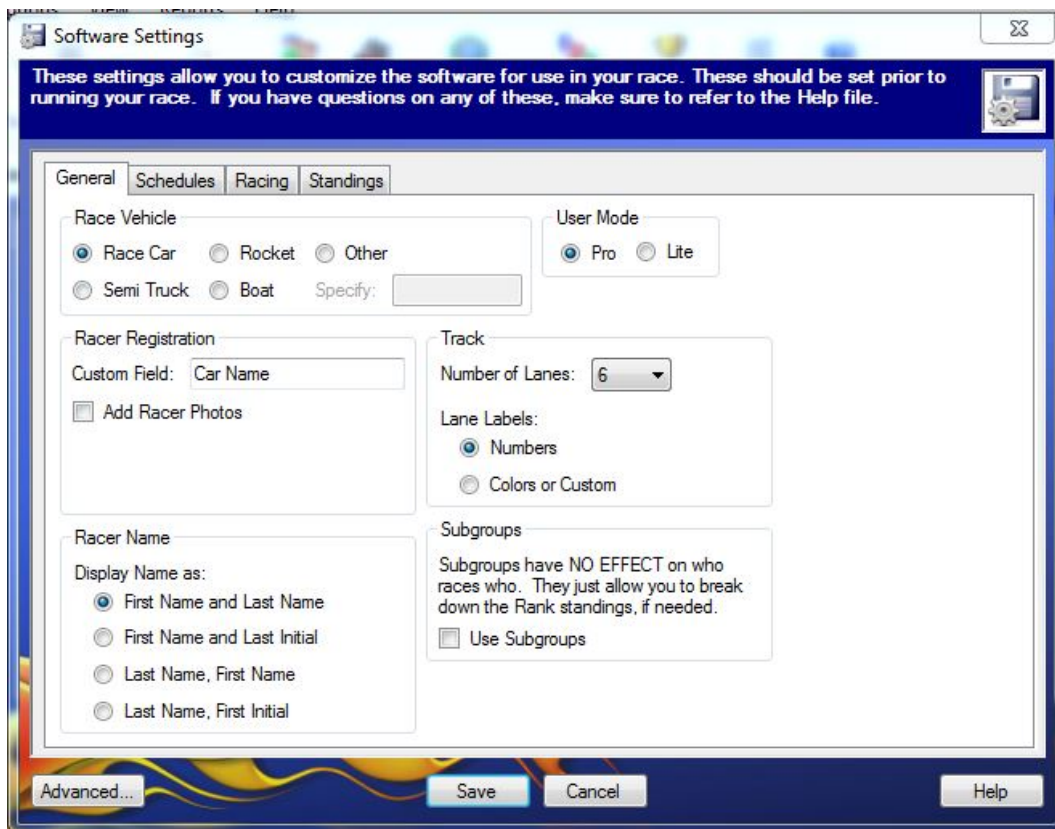 Software Settings
These settings allow you to customize the software for use in your race. These should be set prior to
running your race. If you have questions on any of these, make sure to refer to the Help file.
General Schedules Racing Standings
Race Vehicle
Race Car Rocket Other
Semi Truck Boat Specify:
User Mode
Pro Lite
Racer Registration
Custom Field: Car Name
Add Racer Photos
Track
Number of Lanes: 6
Lane Labels:
Numbers
Colors or Custom
Racer Name
Display Name as:
First Name and Last Name
First Name and Last Initial
Last Name, First Name
Last Name, First Initial
Subgroups
Subgroups have NO EFFECT on who
races who. They just allow you to break
down the Rank standings, if needed.
Use Subgroups
Advanced... Save Cancel Help